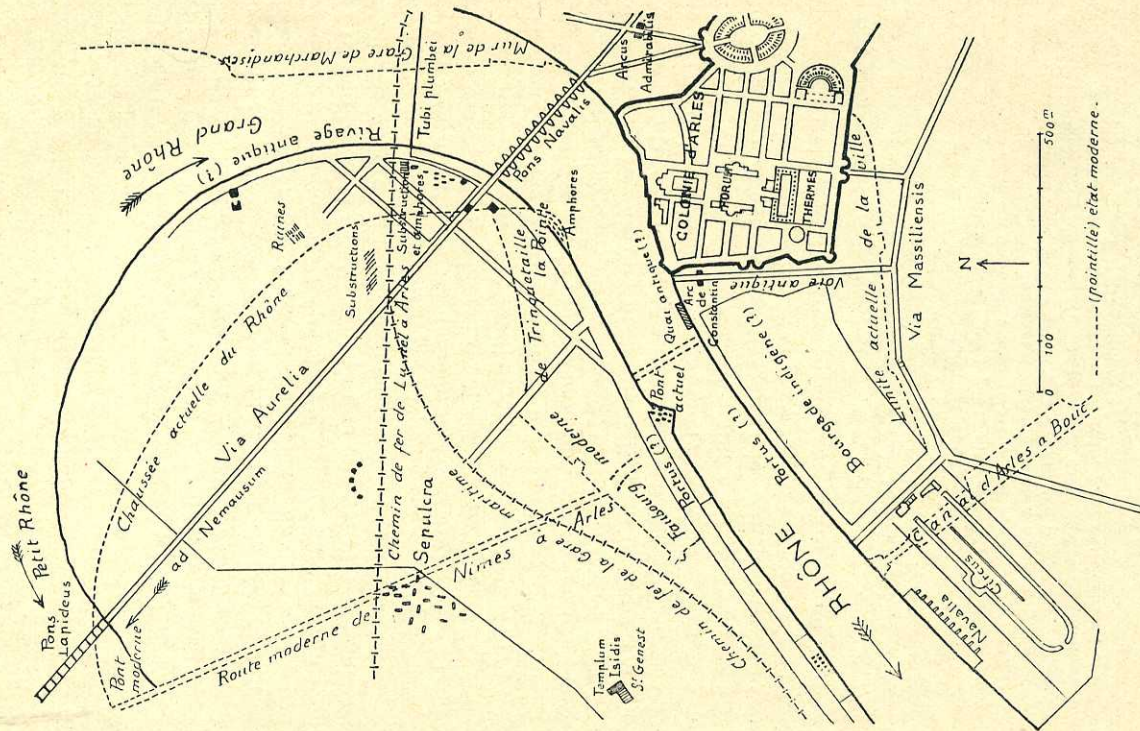 GRAND RHÔNE
Mur de la Gare de Marchandises
Rivage antique (?)
Tubi plumbei
Arcus
Admirabilis
Petit Rhône
Pons
Lapideus
Ruines
Chaussée actuelle du Rhône
Substructions
Substructions
et amphores
Pons Navalis
Via Aurelia
ad Nemausum
Chemin de fer de Lunel à Arles
Pont
moderne
Route moderne de Nîmes à Arles
Sepulcra
Faubourg moderne de Trinquetaille
la Pointe
Amphores
COLONIE D'ARLES
FORUM
THERMES
Quai antique (?)
Arc
de
Constantin
Voie antique
Pont
actuel
Portus (?)
Portus (?)
Bourgade indigène (?)
Limite actuelle de la ville
Via Massiliensis
Chemin de fer de la Gare maritime
Templum
Isidis
St Genest
RHÔNE
Navalia
Circus
Canal d'Arles a Bouc
N
0 100 500m
------ (pointillé) état moderne.